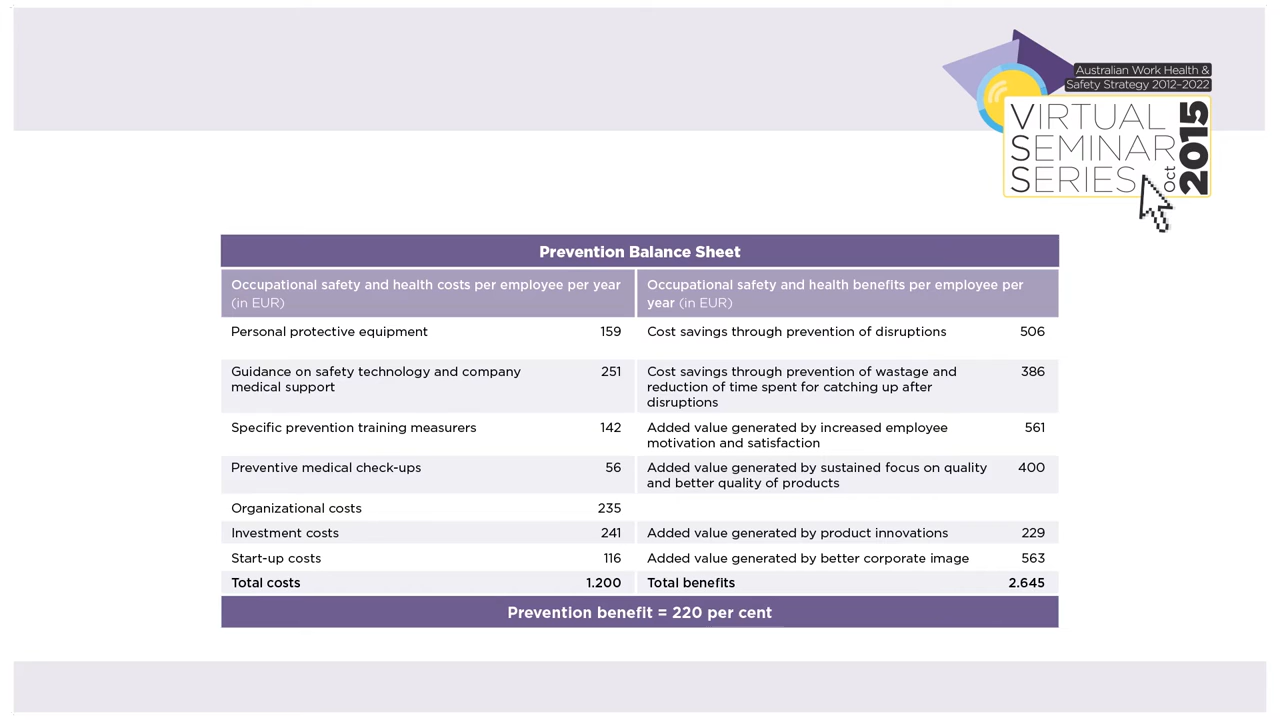 Australian Work Health &
Safety Strategy 2012–2022
VIRTUAL
SEMINAR
SERIES
Oct
2015
Prevention Balance Sheet
Occupational safety and health costs per employee per year
(in EUR)
Occupational safety and health benefits per employee per
year (in EUR)
Personal protective equipment 159
Cost savings through prevention of disruptions 506
Guidance on safety technology and company 251
medical support
Cost savings through prevention of wastage and 386
reduction of time spent for catching up after
disruptions
Specific prevention training measurers 142
Added value generated by increased employee 561
motivation and satisfaction
Preventive medical check-ups 56
Added value generated by sustained focus on quality 400
and better quality of products
Organizational costs 235
Investment costs 241
Added value generated by product innovations 229
Start-up costs 116
Added value generated by better corporate image 563
Total costs 1.200
Total benefits 2.645
Prevention benefit = 220 per cent